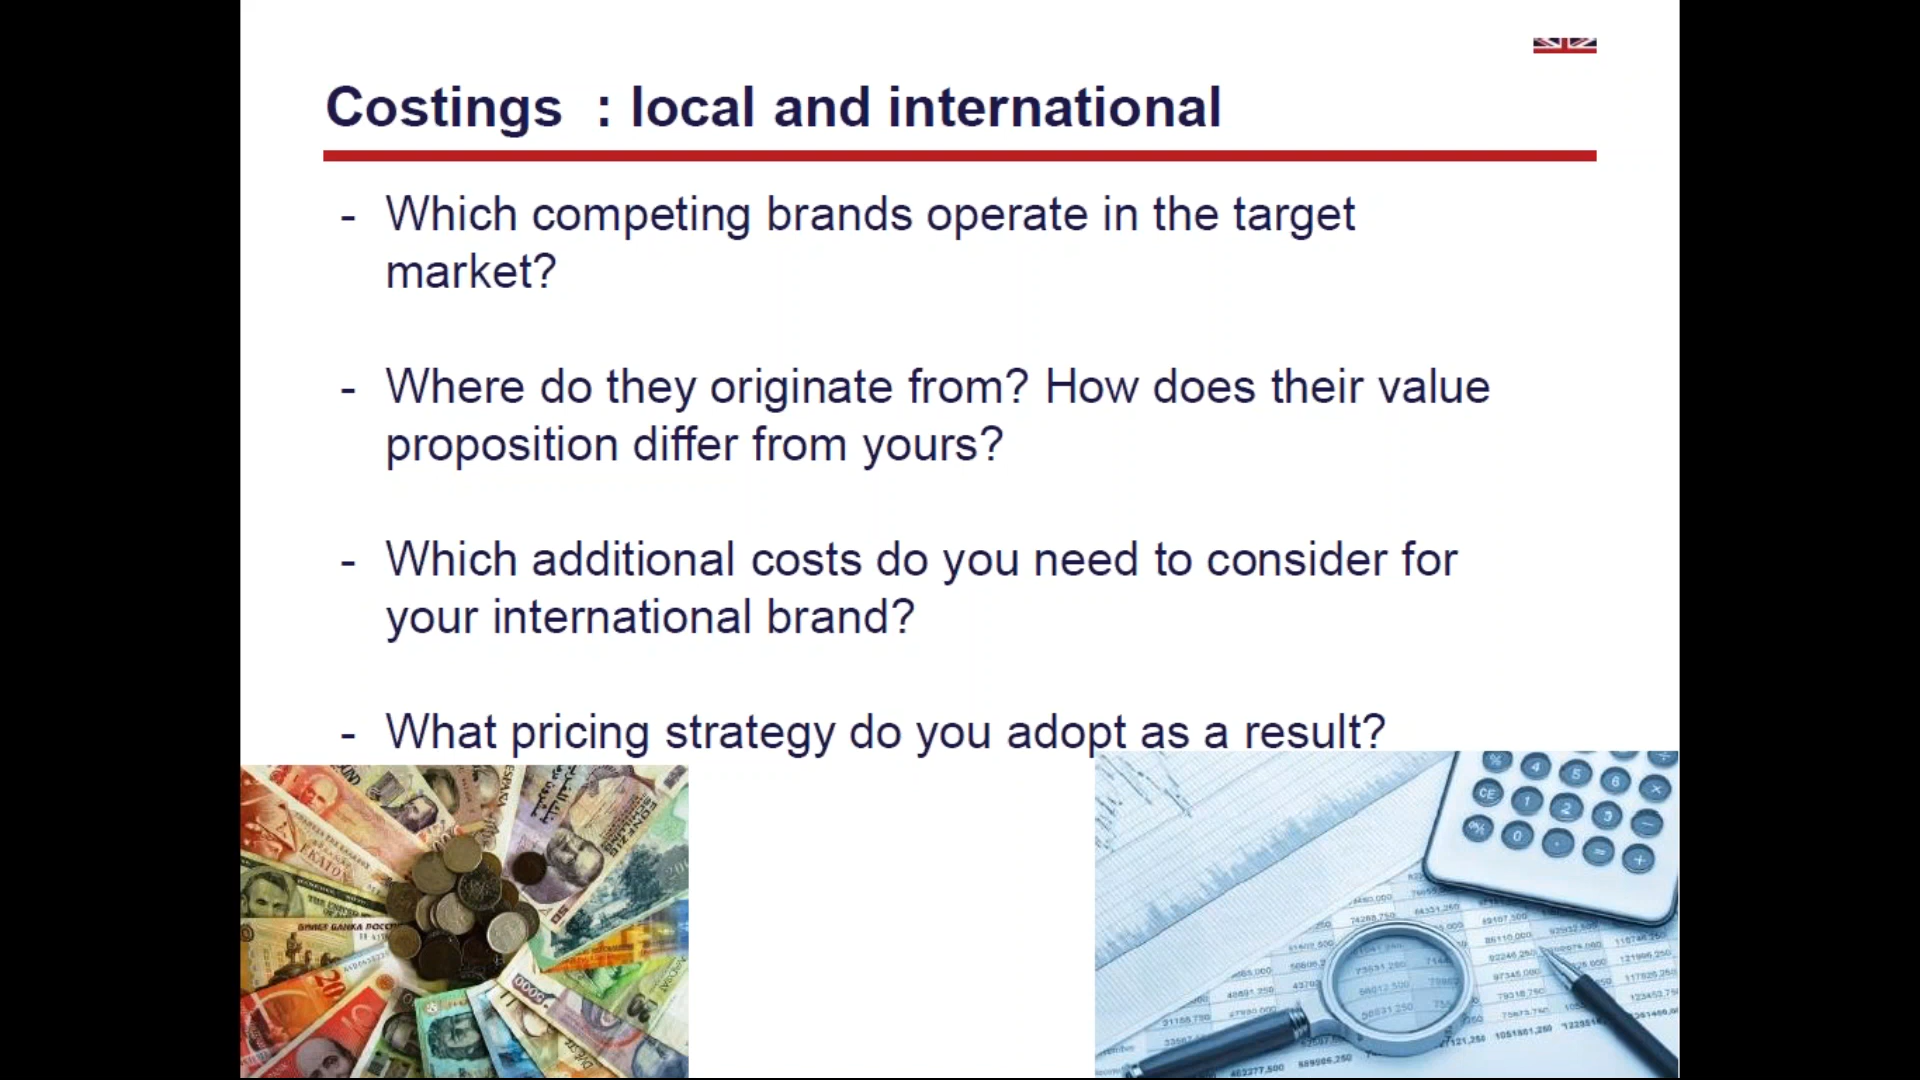 Costings : local and international
- Which competing brands operate in the target
market?
- Where do they originate from? How does their value
proposition differ from yours?
- Which additional costs do you need to consider for
your international brand?
- What pricing strategy do you adopt as a result?